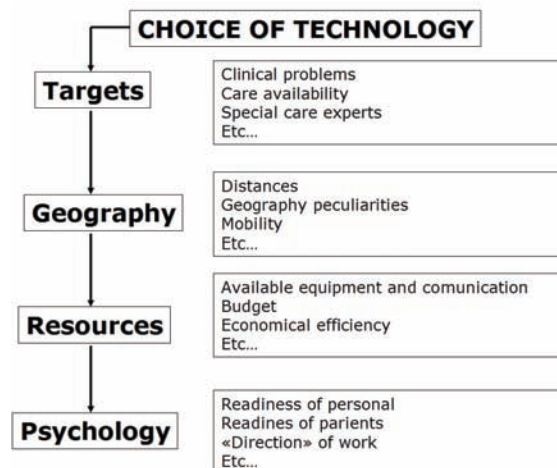 CHOICE OF TECHNOLOGY
Targets
Clinical problems
Care availability
Special care experts
Etc...
Geography
Distances
Geography peculiarities
Mobility
Etc...
Resources
Available equipment and comunication
Budget
Economical efficiency
Etc...
Psychology
Readiness of personal
Readines of parients
«Direction» of work
Etc...